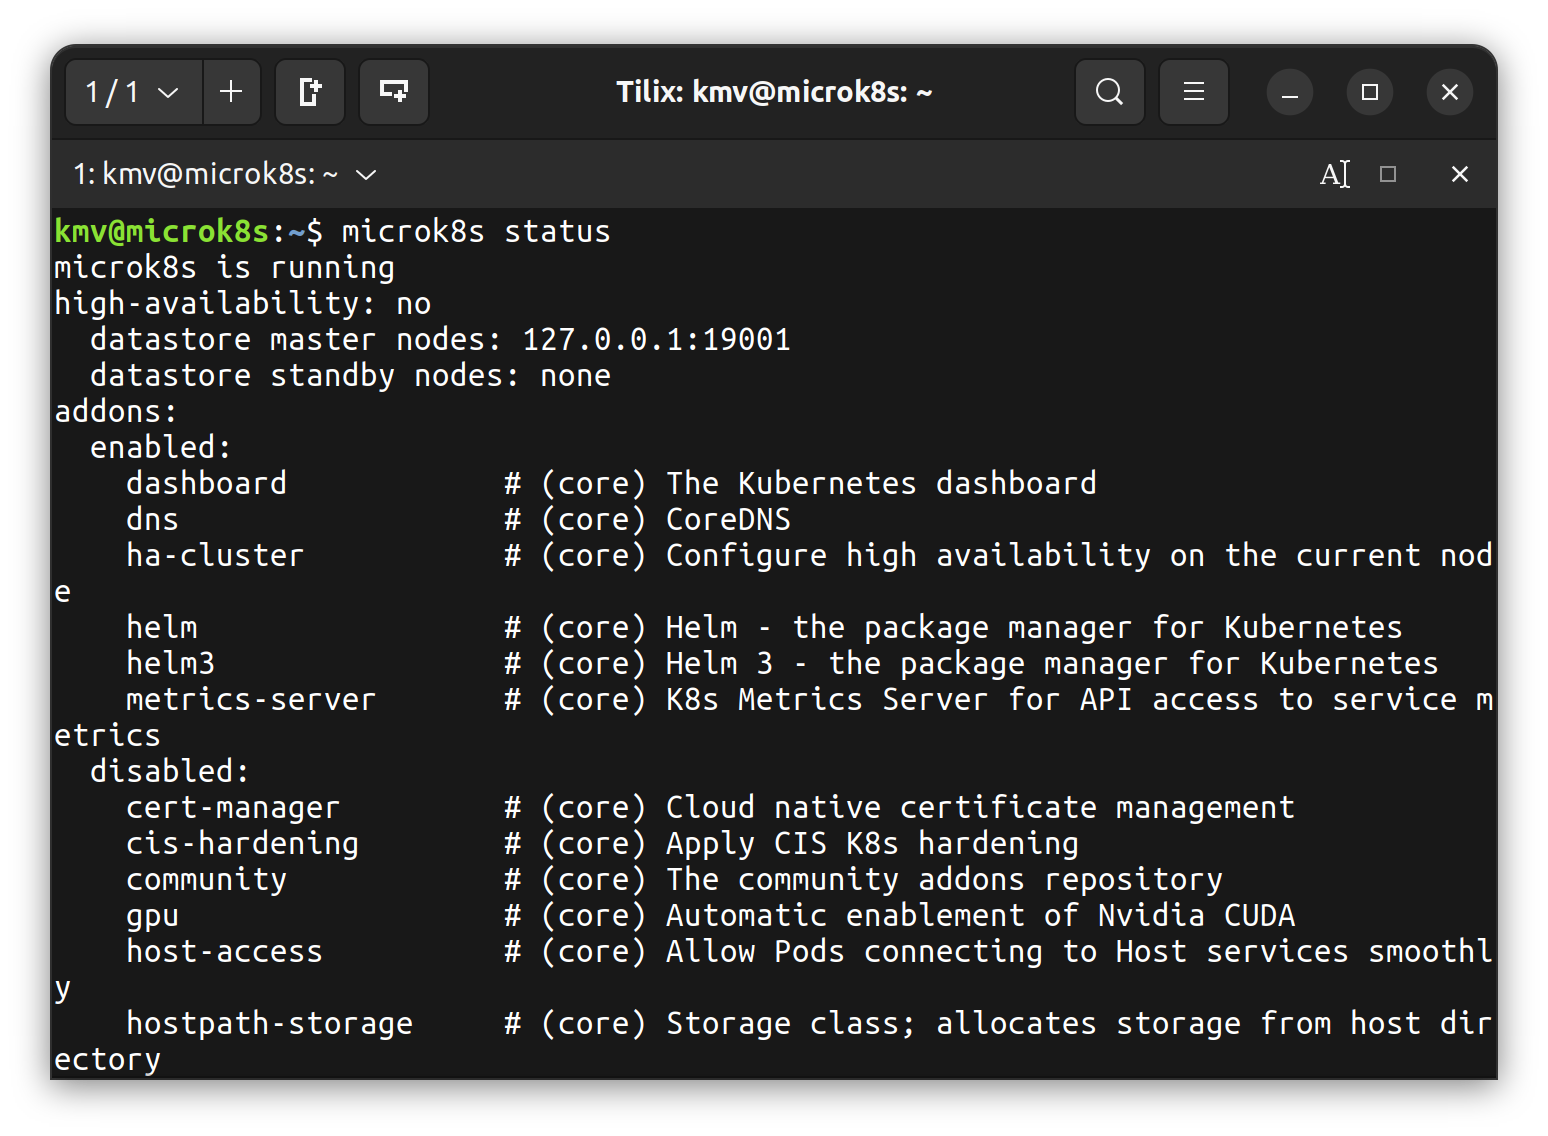 1 / 1
Tilix: kmv@microk8s: ~
1: kmv@microk8s: ~
kmv@microk8s:~$ microk8s status
microk8s is running
high-availability: no
  datastore master nodes: 127.0.0.1:19001
  datastore standby nodes: none
addons:
  enabled:
    dashboard            # (core) The Kubernetes dashboard
    dns                  # (core) CoreDNS
    ha-cluster           # (core) Configure high availability on the current nod
e
    helm                 # (core) Helm - the package manager for Kubernetes
    helm3                # (core) Helm 3 - the package manager for Kubernetes
    metrics-server       # (core) K8s Metrics Server for API access to service m
etrics
  disabled:
    cert-manager         # (core) Cloud native certificate management
    cis-hardening        # (core) Apply CIS K8s hardening
    community            # (core) The community addons repository
    gpu                  # (core) Automatic enablement of Nvidia CUDA
    host-access          # (core) Allow Pods connecting to Host services smoothl
y
    hostpath-storage     # (core) Storage class; allocates storage from host dir
ectory